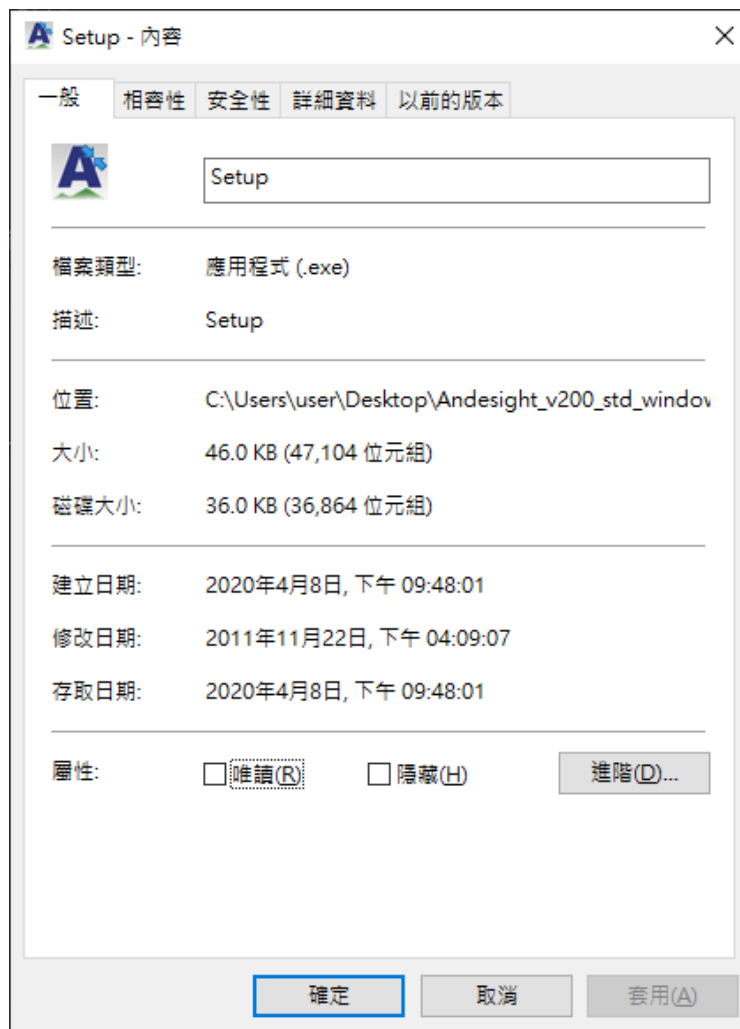 Setup - 內容
一般 相容性 安全性 詳細資料 以前的版本
Setup
檔案類型: 應用程式 (.exe)
描述: Setup
位置: C:\Users\user\Desktop\Andesight_v200_std_window
大小: 46.0 KB (47,104 位元組)
磁碟大小: 36.0 KB (36,864 位元組)
建立日期: 2020年4月8日, 下午 09:48:01
修改日期: 2011年11月22日, 下午 04:09:07
存取日期: 2020年4月8日, 下午 09:48:01
屬性: 唯讀(R) 隱藏(H) 進階(D)...
確定 取消 套用(A)